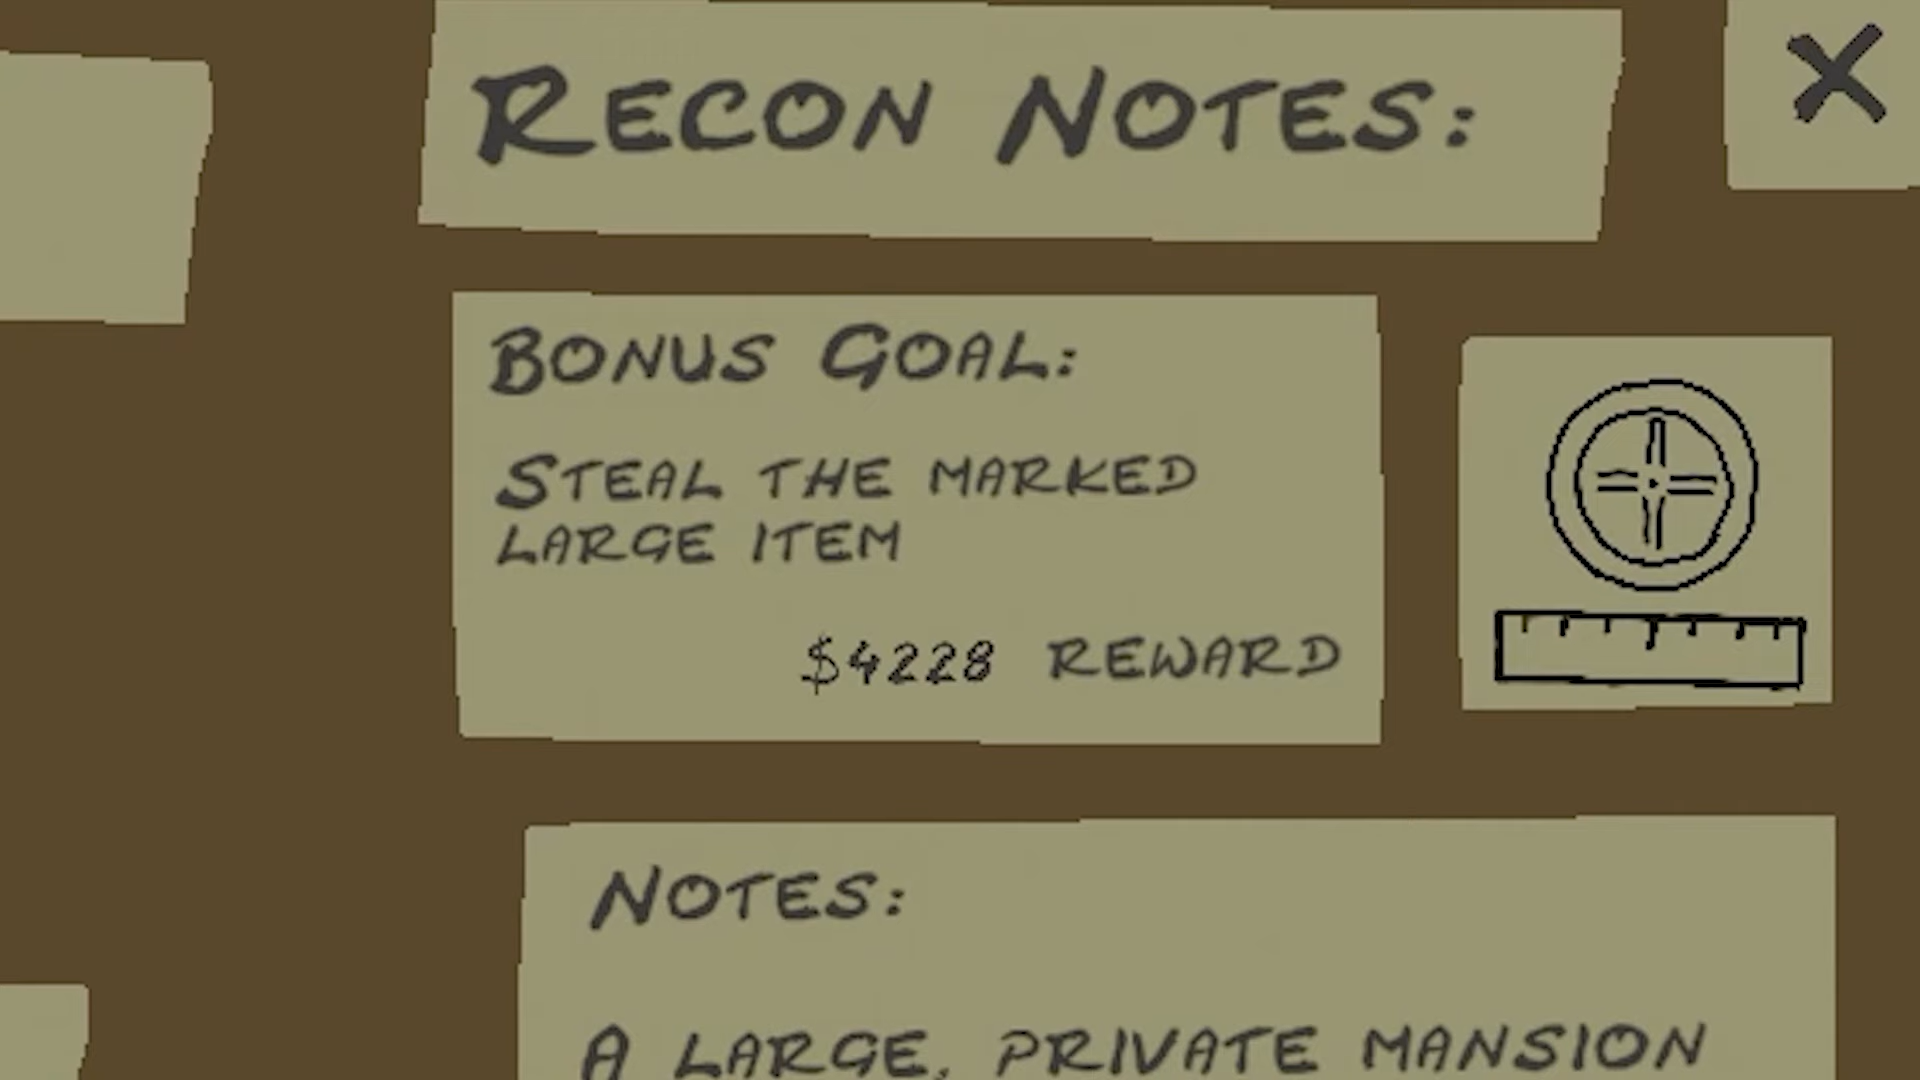 RECON NOTES:
BONUS GOAL:
STEAL THE MARKED
LARGE ITEM
$4228 REWARD
NOTES:
A LARGE, PRIVATE MANSION